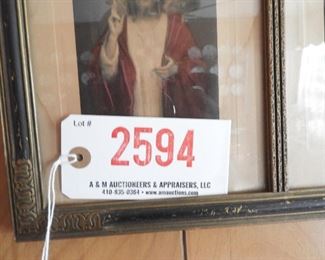 Lot #
2594
A & M AUCTIONEERS & APPRAISERS, LLC
410-835-0384 • www.amauctions.com